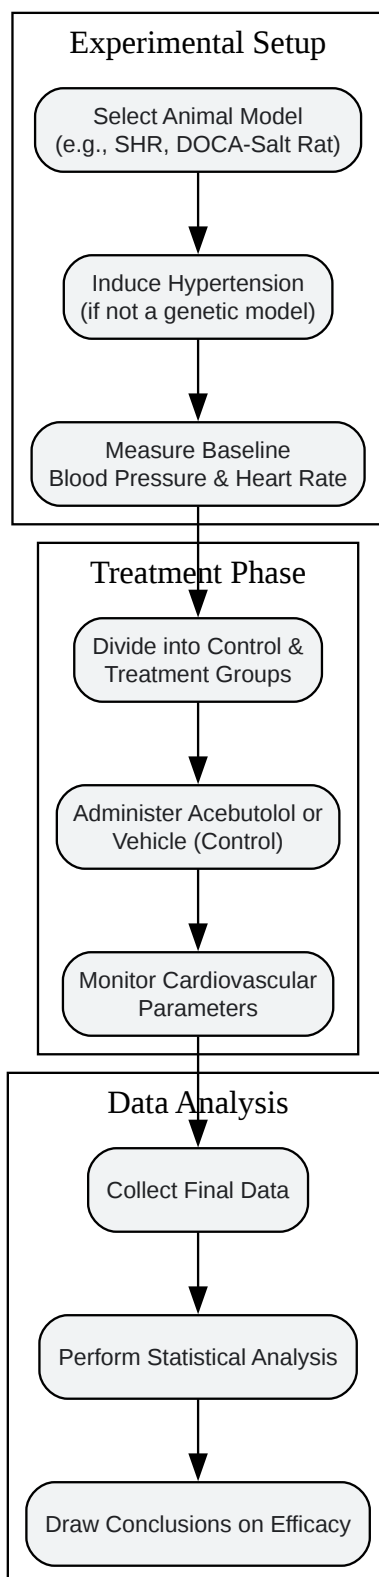 Experimental Setup
Select Animal Model
(e.g., SHR, DOCA-Salt Rat)
Induce Hypertension
(if not a genetic model)
Measure Baseline
Blood Pressure & Heart Rate
Treatment Phase
Divide into Control &
Treatment Groups
Administer Acebutolol or
Vehicle (Control)
Monitor Cardiovascular
Parameters
Data Analysis
Collect Final Data
Perform Statistical Analysis
Draw Conclusions on Efficacy